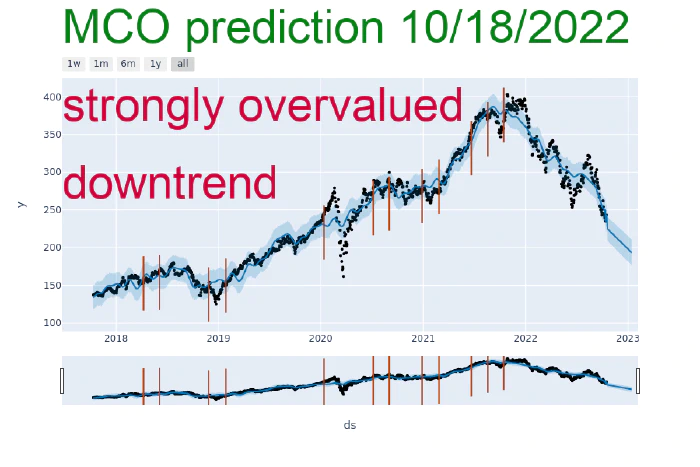 MCO prediction 10/18/2022
1w 1m 6m 1y all
strongly overvalued
downtrend
400
350
300
250
200
150
100
y
2018 2019 2020 2021 2022 2023
ds